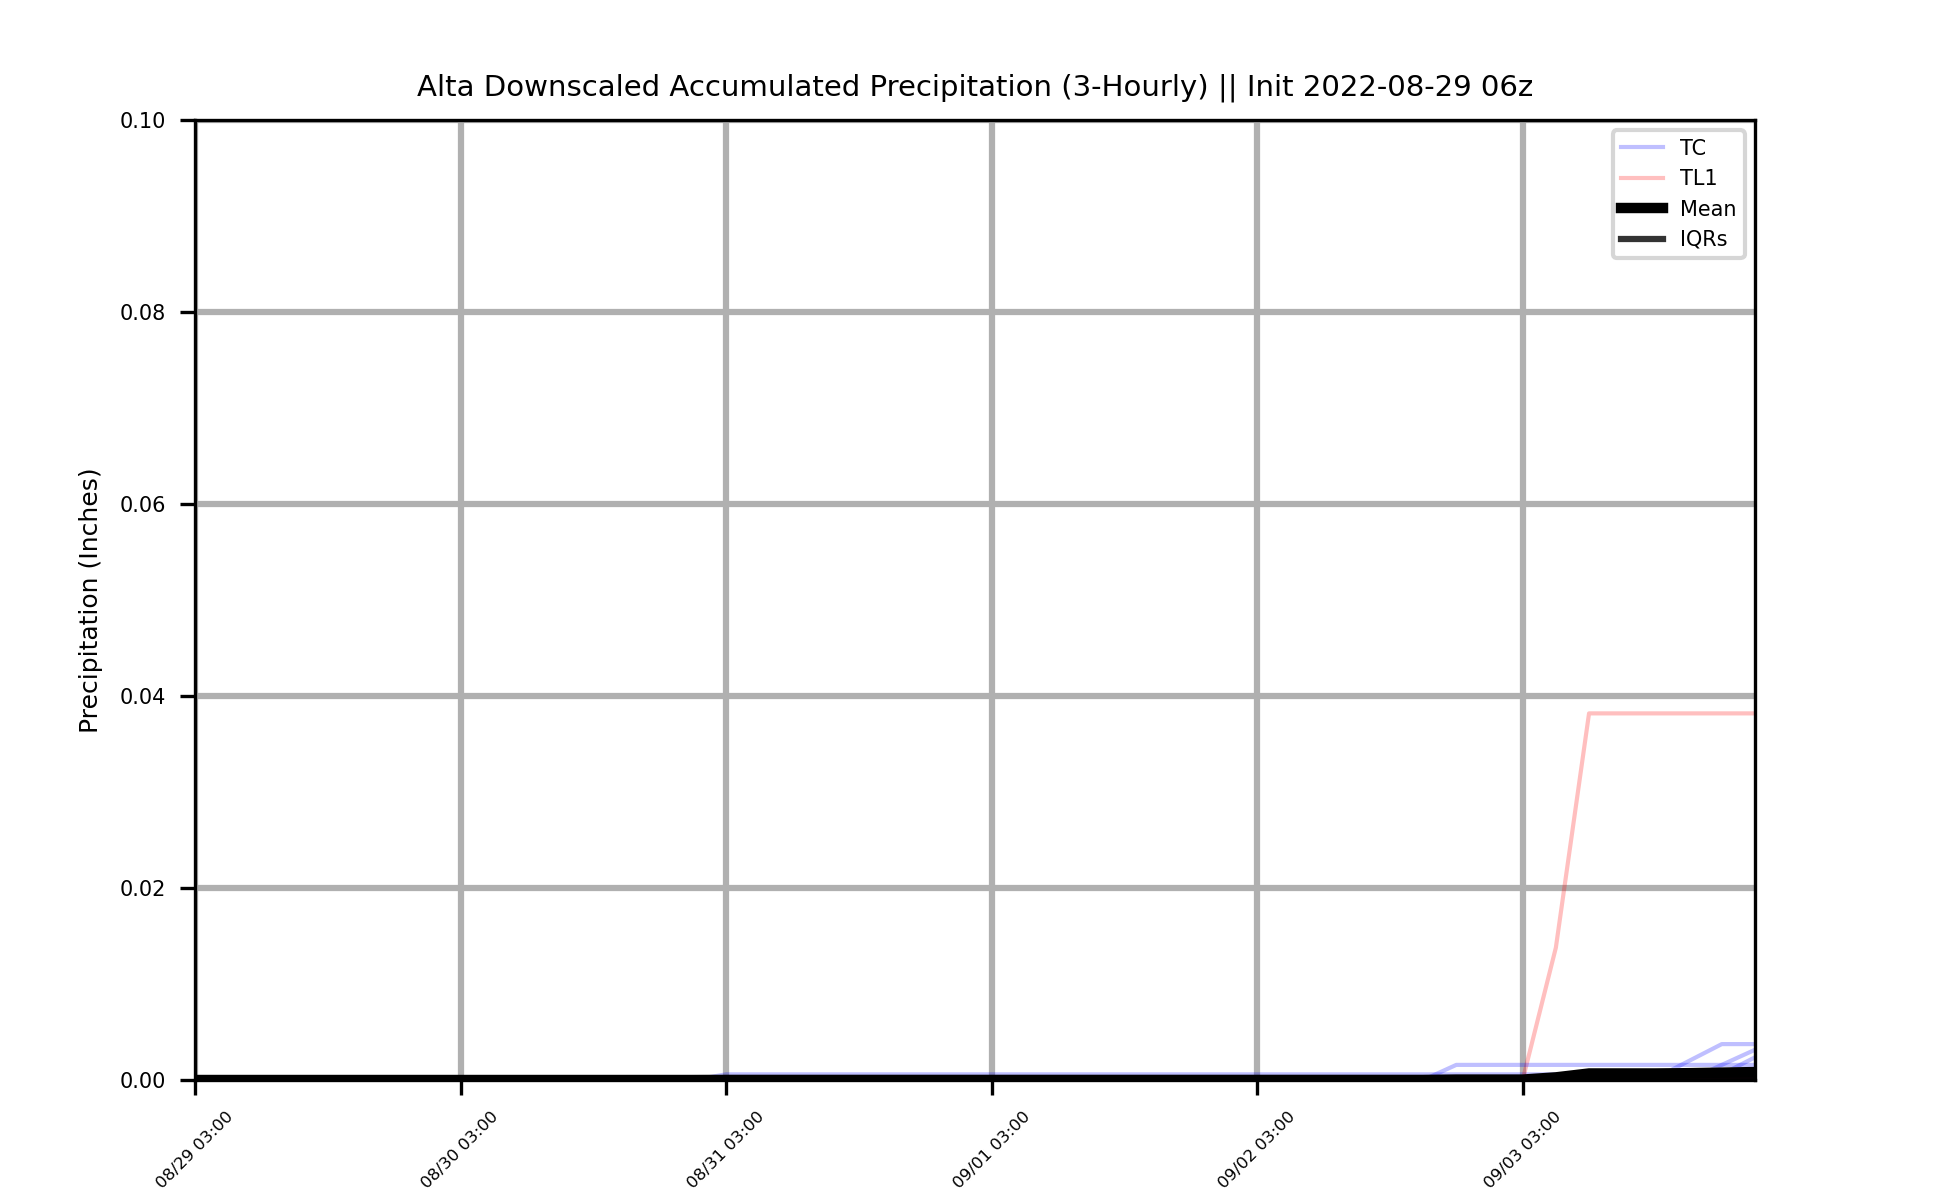 Alta Downscaled Accumulated Precipitation (3-Hourly) || Init 2022-08-29 06z
TC
TL1
Mean
IQRs
Precipitation (Inches)
0.10
0.08
0.06
0.04
0.02
0.00
08/29 03:00
08/30 03:00
08/31 03:00
09/01 03:00
09/02 03:00
09/03 03:00